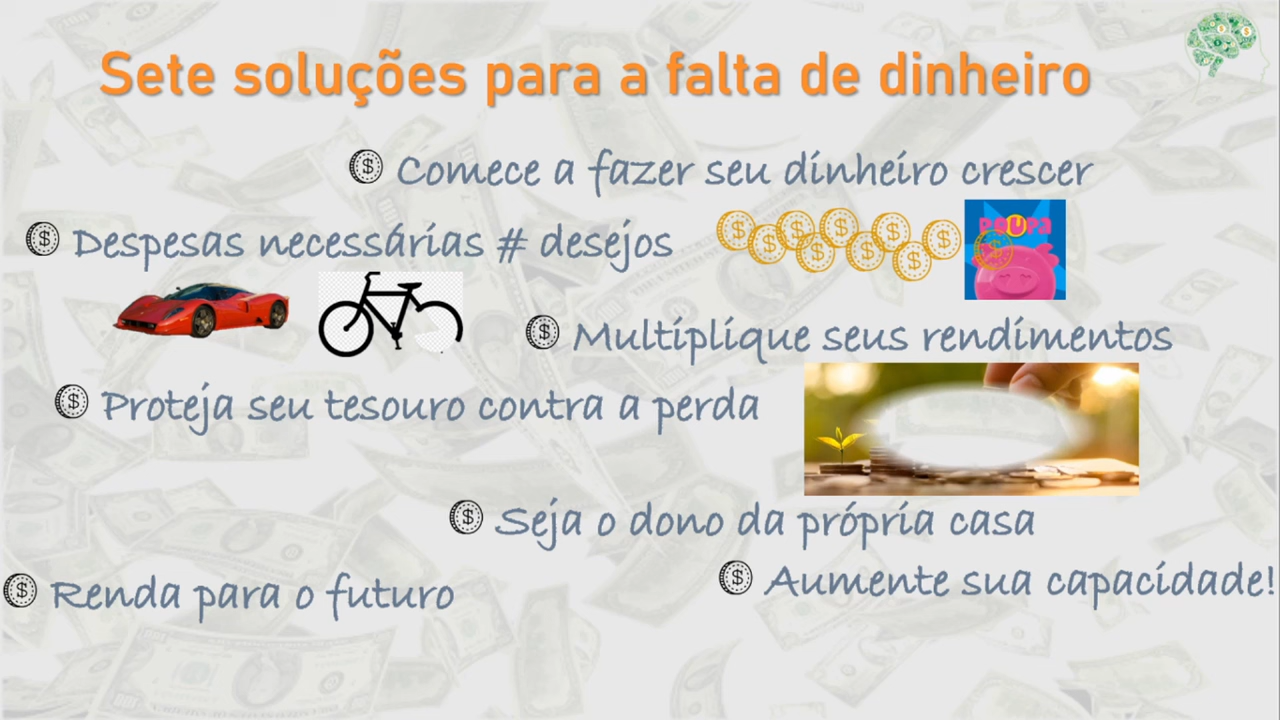 Sete soluções para a falta de dinheiro
Comece a fazer seu dinheiro crescer
Despesas necessárias # desejos
POUPA
Multiplique seus rendimentos
Proteja seu tesouro contra a perda
Seja o dono da própria casa
Renda para o futuro
Aumente sua capacidade!